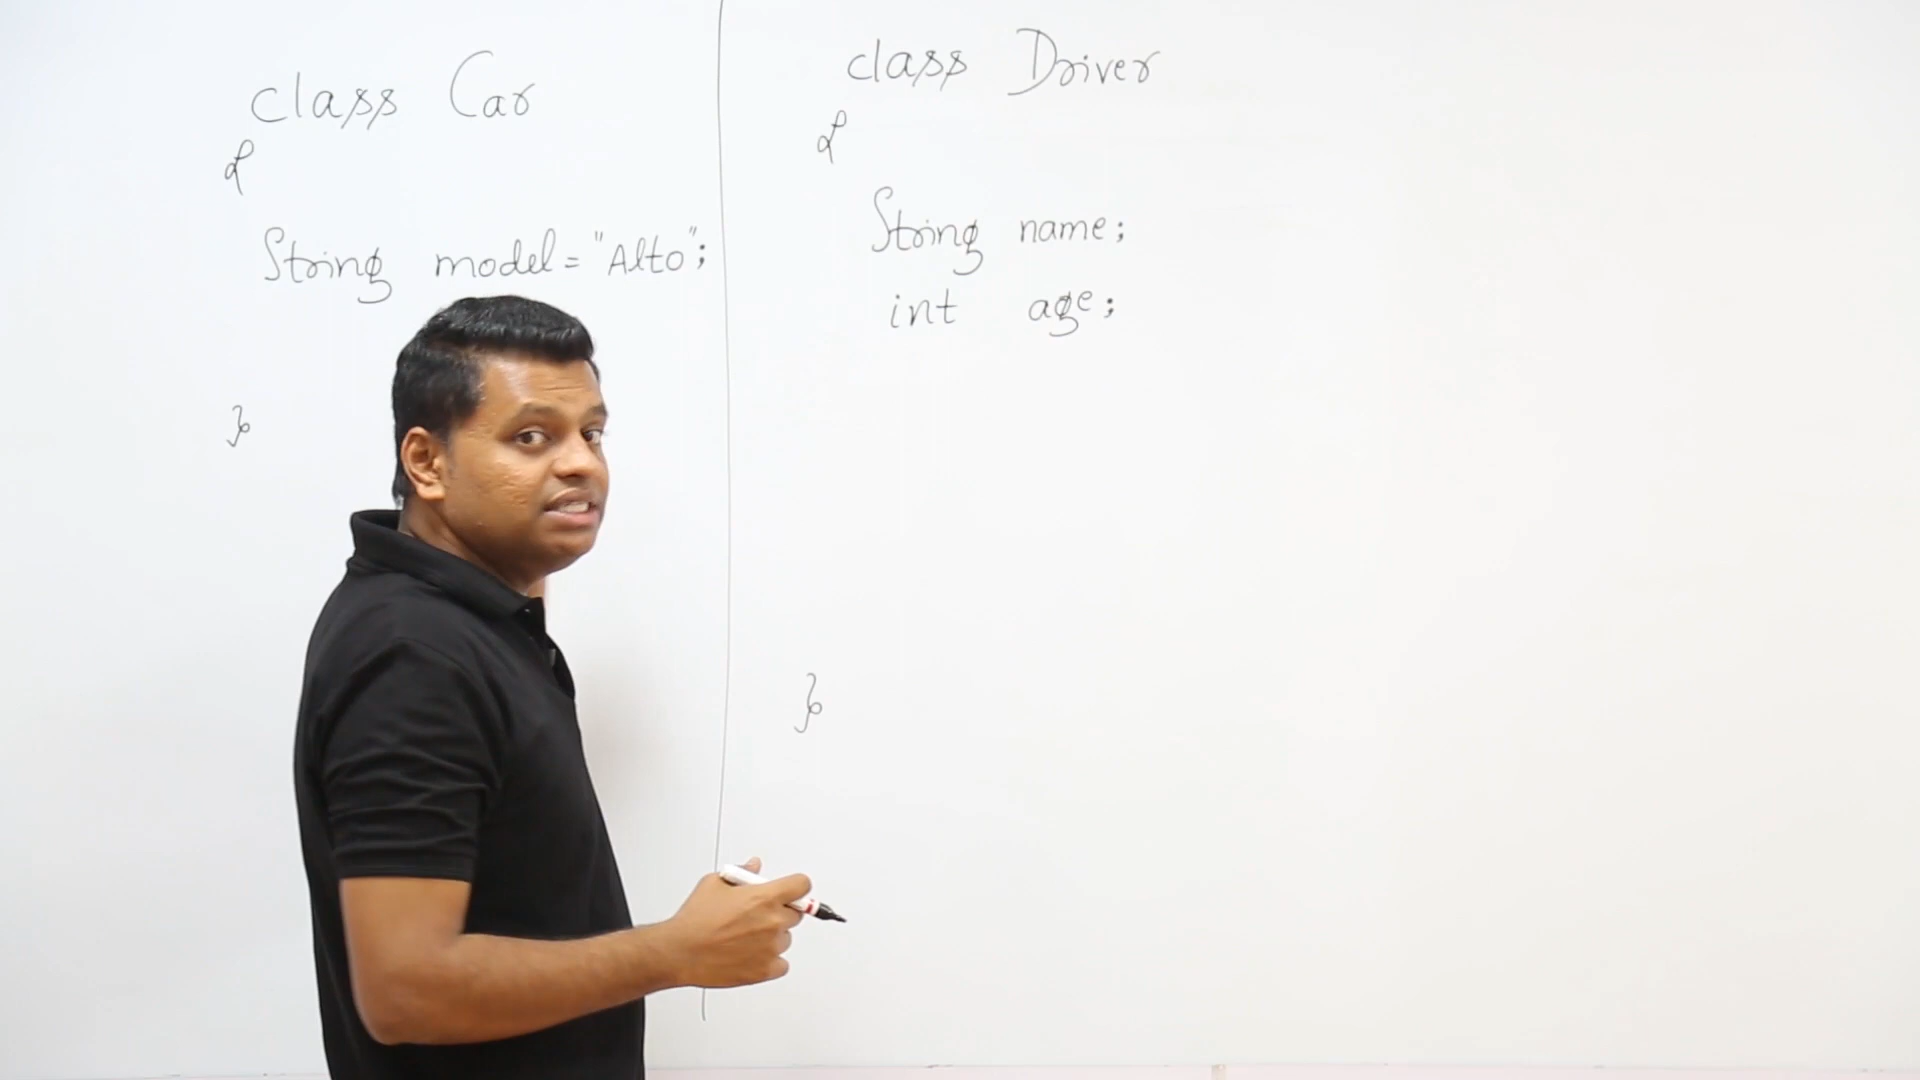 class Car
{
String model = "Alto";
}
class Driver
{
String name;
int age;
}